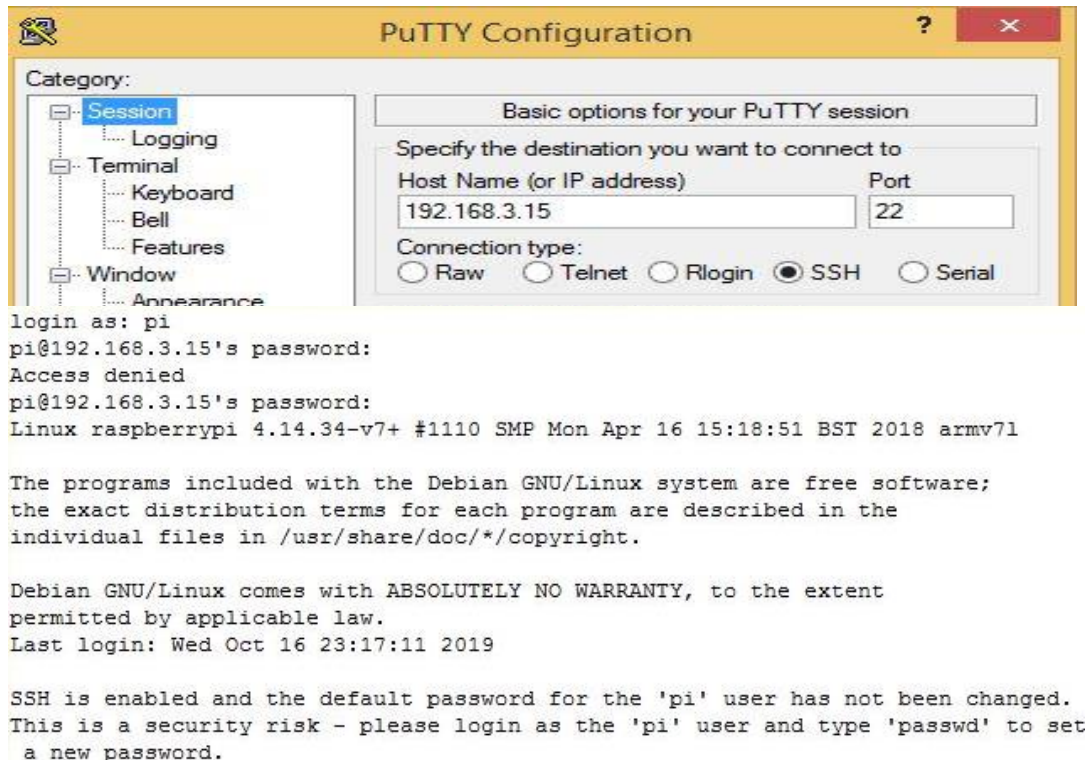 PuTTY Configuration
?
×
Category:
Session
Logging
Terminal
Keyboard
Bell
Features
Window
Appearance
Basic options for your PuTTY session
Specify the destination you want to connect to
Host Name (or IP address) Port
192.168.3.15 22
Connection type:
Raw Telnet Rlogin SSH Serial
login as: pi
pi@192.168.3.15's password:
Access denied
pi@192.168.3.15's password:
Linux raspberrypi 4.14.34-v7+ #1110 SMP Mon Apr 16 15:18:51 BST 2018 armv7l

The programs included with the Debian GNU/Linux system are free software;
the exact distribution terms for each program are described in the
individual files in /usr/share/doc/*/copyright.

Debian GNU/Linux comes with ABSOLUTELY NO WARRANTY, to the extent
permitted by applicable law.
Last login: Wed Oct 16 23:17:11 2019

SSH is enabled and the default password for the 'pi' user has not been changed.
This is a security risk - please login as the 'pi' user and type 'passwd' to set
a new password.